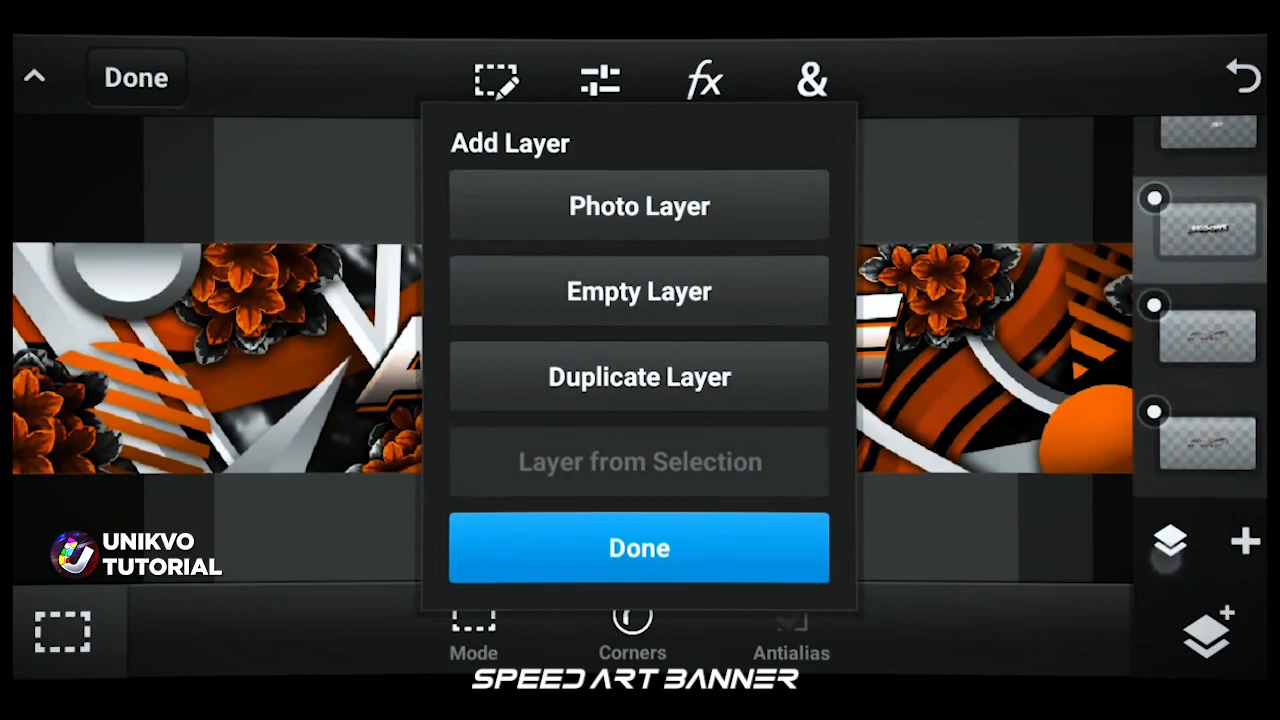 Done
fx
&
Add Layer
Photo Layer
Empty Layer
Duplicate Layer
Layer from Selection
Done
UNIKVO
TUTORIAL
Mode
Corners
Antialias
SPEED ART BANNER